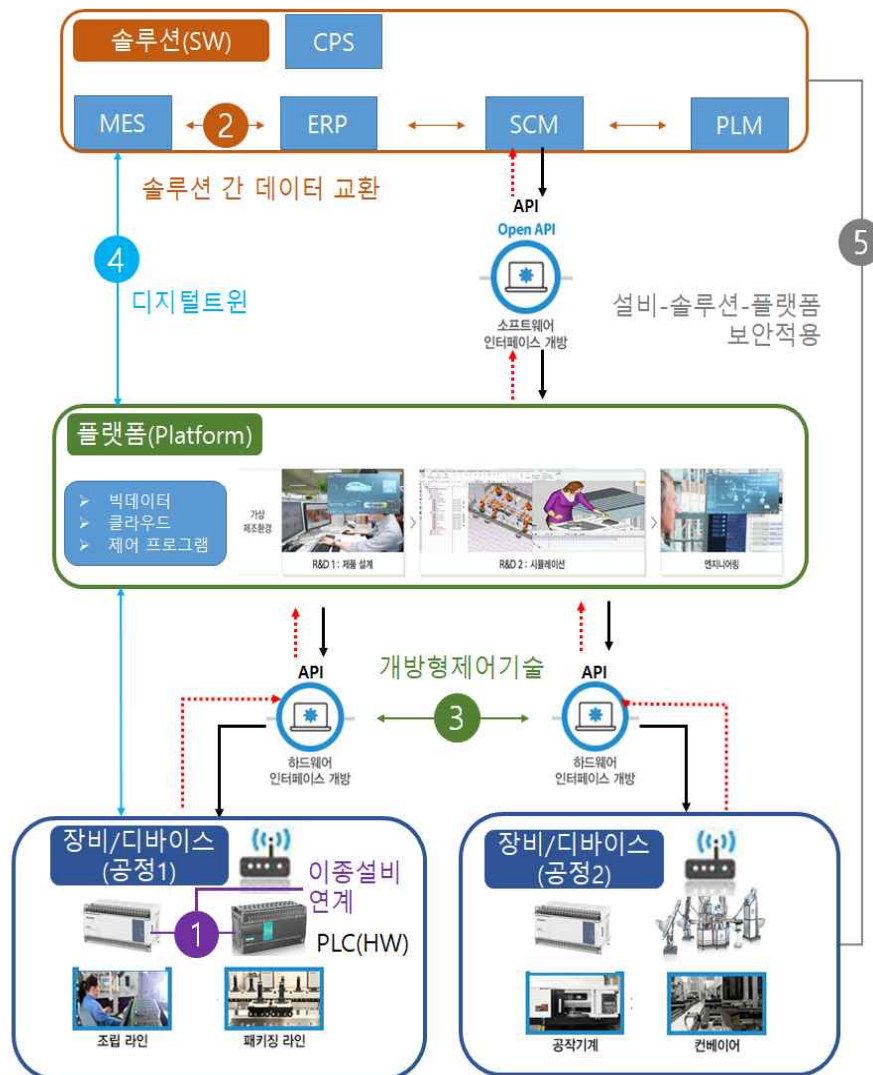 솔루션(SW)
CPS
MES
2
ERP
SCM
PLM
솔루션 간 데이터 교환
API
Open API
5
4
디지털트윈
설비-솔루션-플랫폼
보안적용
소프트웨어
인터페이스 개방
플랫폼(Platform)
➢ 빅데이터
➢ 클라우드
➢ 제어 프로그램
가상
제조환경
R&D 1 : 제품 설계
R&D 2 : 시뮬레이션
엔지니어링
개방형제어기술
API
API
3
하드웨어
인터페이스 개방
하드웨어
인터페이스 개방
장비/디바이스
(공정1)
이종설비
연계
1
PLC(HW)
조립 라인
패키징 라인
장비/디바이스
(공정2)
공작기계
컨베이어